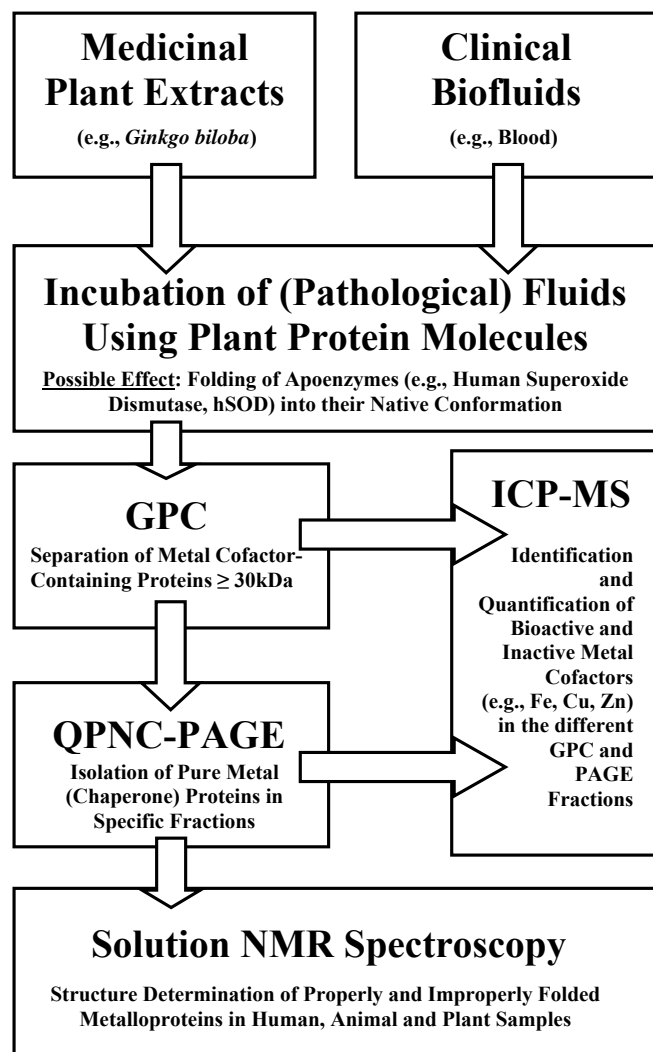 Medicinal
Plant Extracts
(e.g., Ginkgo biloba)
Clinical
Biofluids
(e.g., Blood)
Incubation of (Pathological) Fluids
Using Plant Protein Molecules
Possible Effect: Folding of Apoenzymes (e.g., Human Superoxide
Dismutase, hSOD) into their Native Conformation
GPC
Separation of Metal Cofactor-
Containing Proteins ≥ 30kDa
ICP-MS
Identification
and
Quantification of
Bioactive and
Inactive Metal
Cofactors
(e.g., Fe, Cu, Zn)
in the different
GPC and
PAGE
Fractions
QPNC-PAGE
Isolation of Pure Metal
(Chaperone) Proteins in
Specific Fractions
Solution NMR Spectroscopy
Structure Determination of Properly and Improperly Folded
Metalloproteins in Human, Animal and Plant Samples